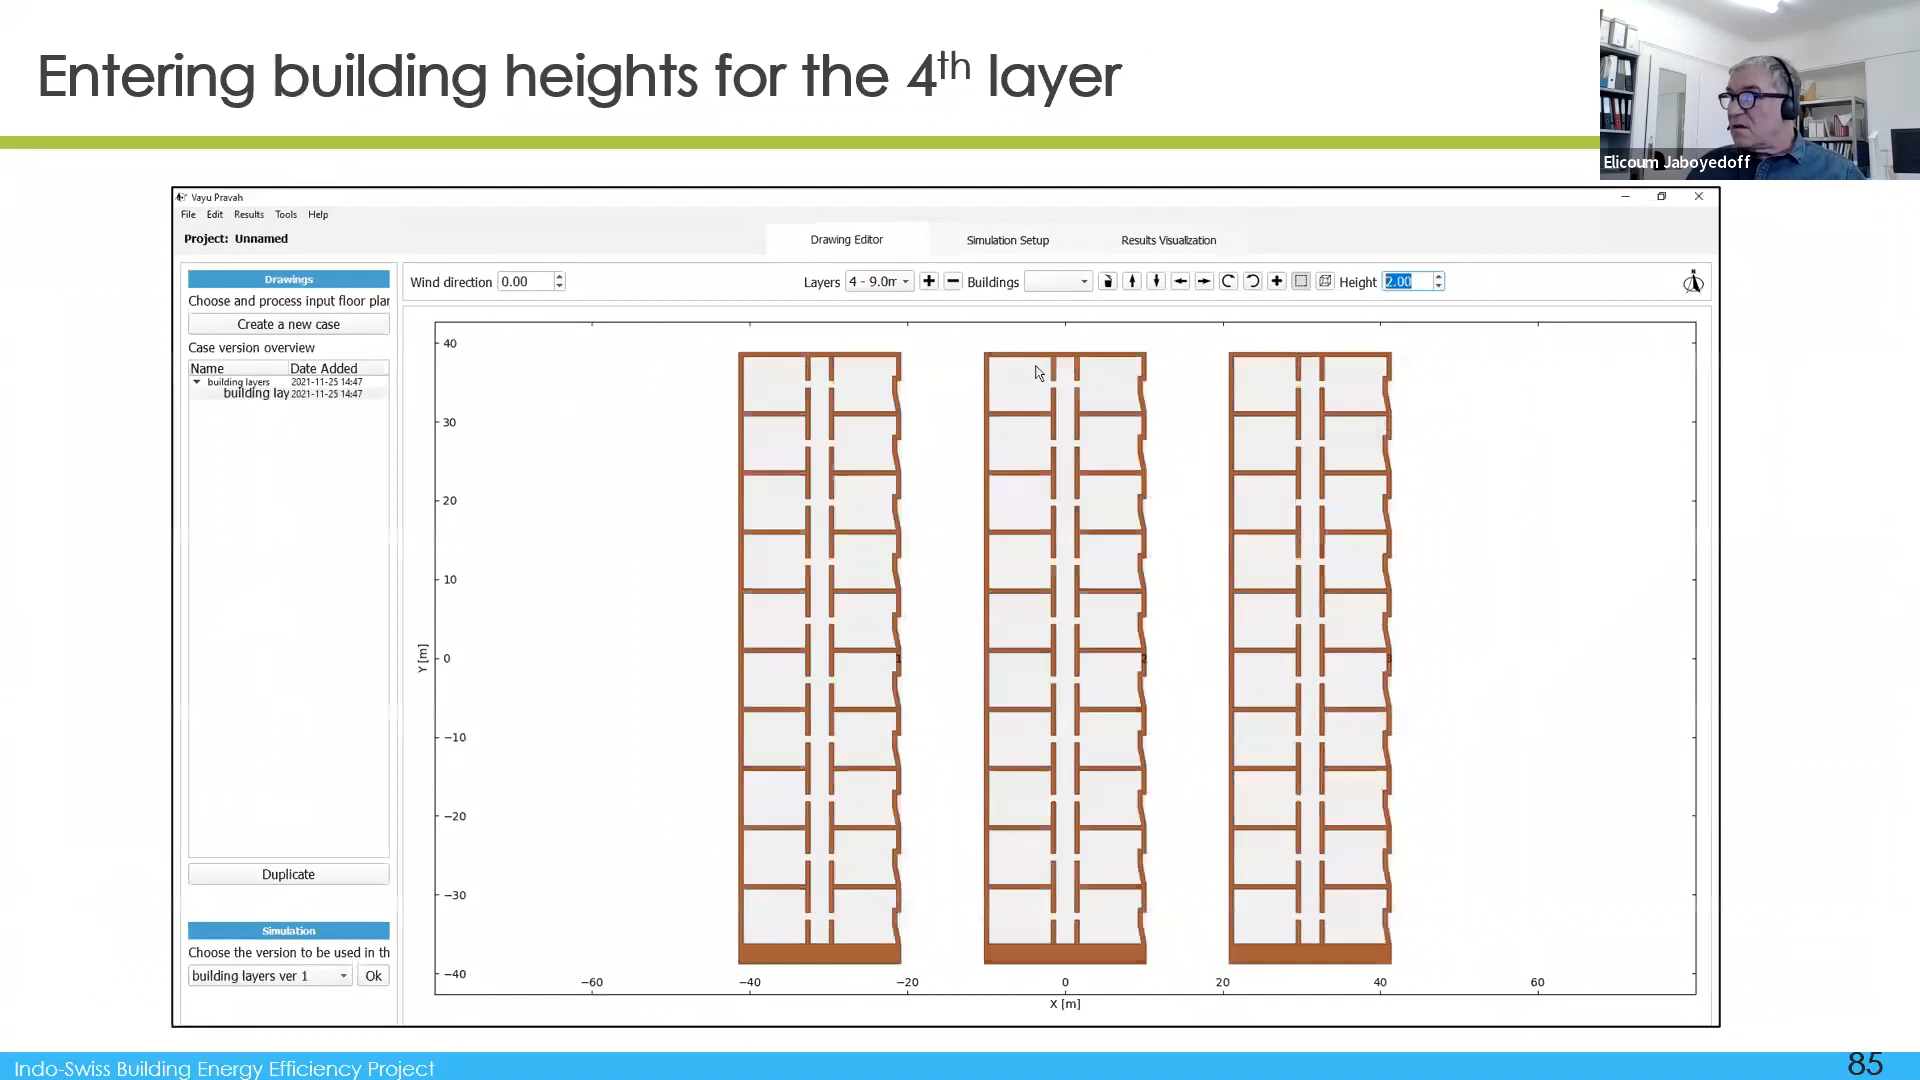 Entering building heights for the 4th layer
Elicoum Jaboyedoff
Vayu Pravah
File Edit Results Tools Help
Project: Unnamed
Drawing Editor Simulation Setup Results Visualization
Drawings
Choose and process input floor plar
Create a new case
Case version overview
Name Date Added
building layers 2021-11-25 14:47
building lay 2021-11-25 14:47
Duplicate
Simulation
Choose the version to be used in th
building layers ver 1 Ok
Wind direction 0.00 Layers 4 - 9.0m Buildings Height 2.00
N
40
30
20
10
0
−10
−20
−30
−40
Y [m]
1 2 3
−60 −40 −20 0 20 40 60
X [m]
Indo-Swiss Building Energy Efficiency Project
85